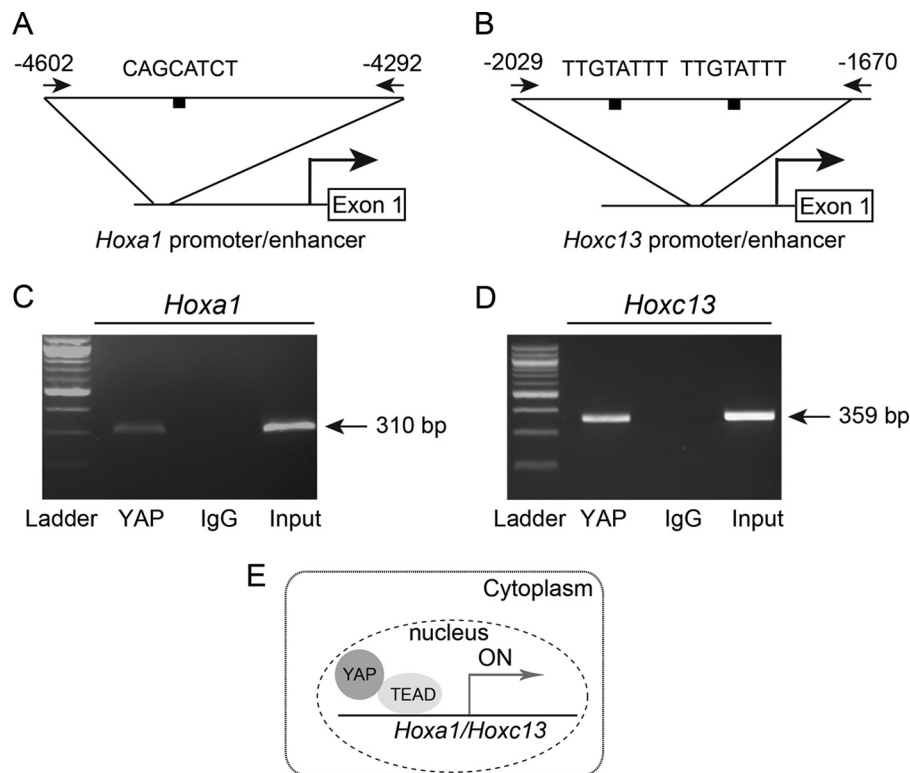 A
-4602 CAGCATCT -4292
Exon 1
Hoxa1 promoter/enhancer
B
-2029 TTGTATTT TTGTATTT -1670
Exon 1
Hoxc13 promoter/enhancer
C
Hoxa1
310 bp
Ladder YAP IgG Input
D
Hoxc13
359 bp
Ladder YAP IgG Input
E
Cytoplasm
nucleus
ON
YAP
TEAD
Hoxa1/Hoxc13